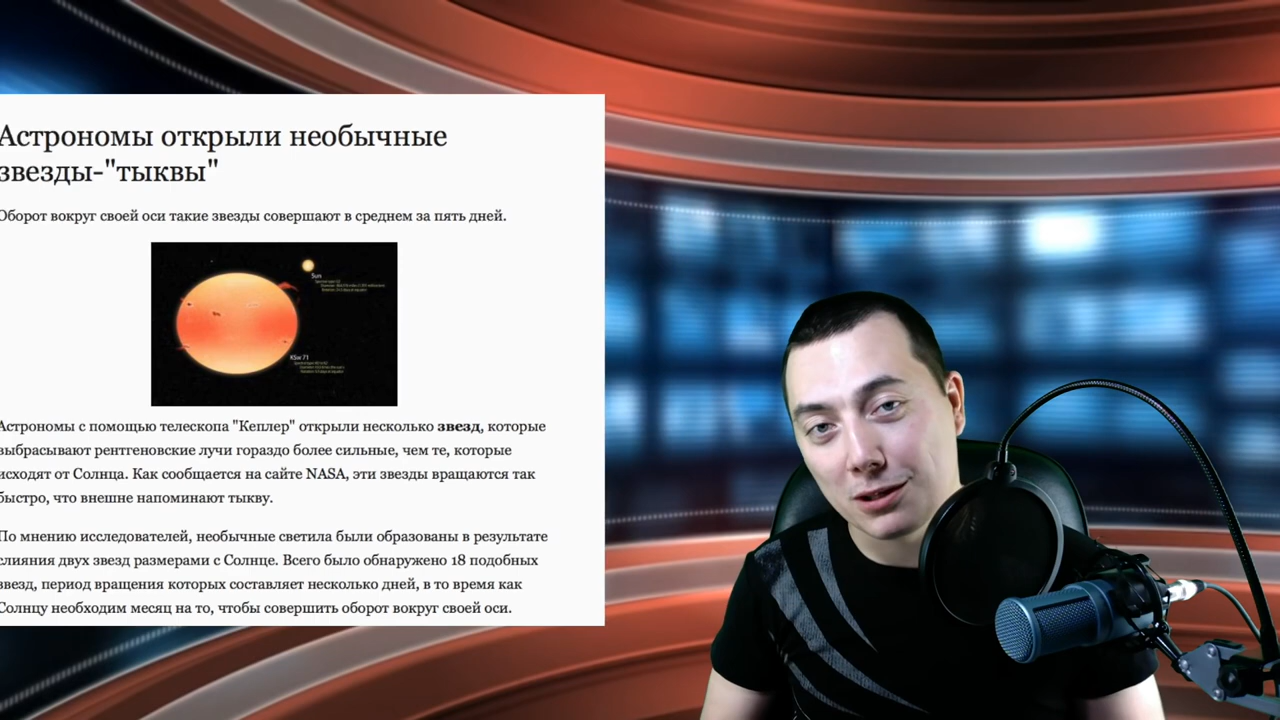 Астрономы открыли необычные
звезды-"тыквы"
Оборот вокруг своей оси такие звезды совершают в среднем за пять дней.
Sun
KSw 71
Астрономы с помощью телескопа "Кеплер" открыли несколько звезд, которые
выбрасывают рентгеновские лучи гораздо более сильные, чем те, которые
исходят от Солнца. Как сообщается на сайте NASA, эти звезды вращаются так
быстро, что внешне напоминают тыкву.
По мнению исследователей, необычные светила были образованы в результате
слияния двух звезд размерами с Солнце. Всего было обнаружено 18 подобных
звезд, период вращения которых составляет несколько дней, в то время как
Солнцу необходим месяц на то, чтобы совершить оборот вокруг своей оси.